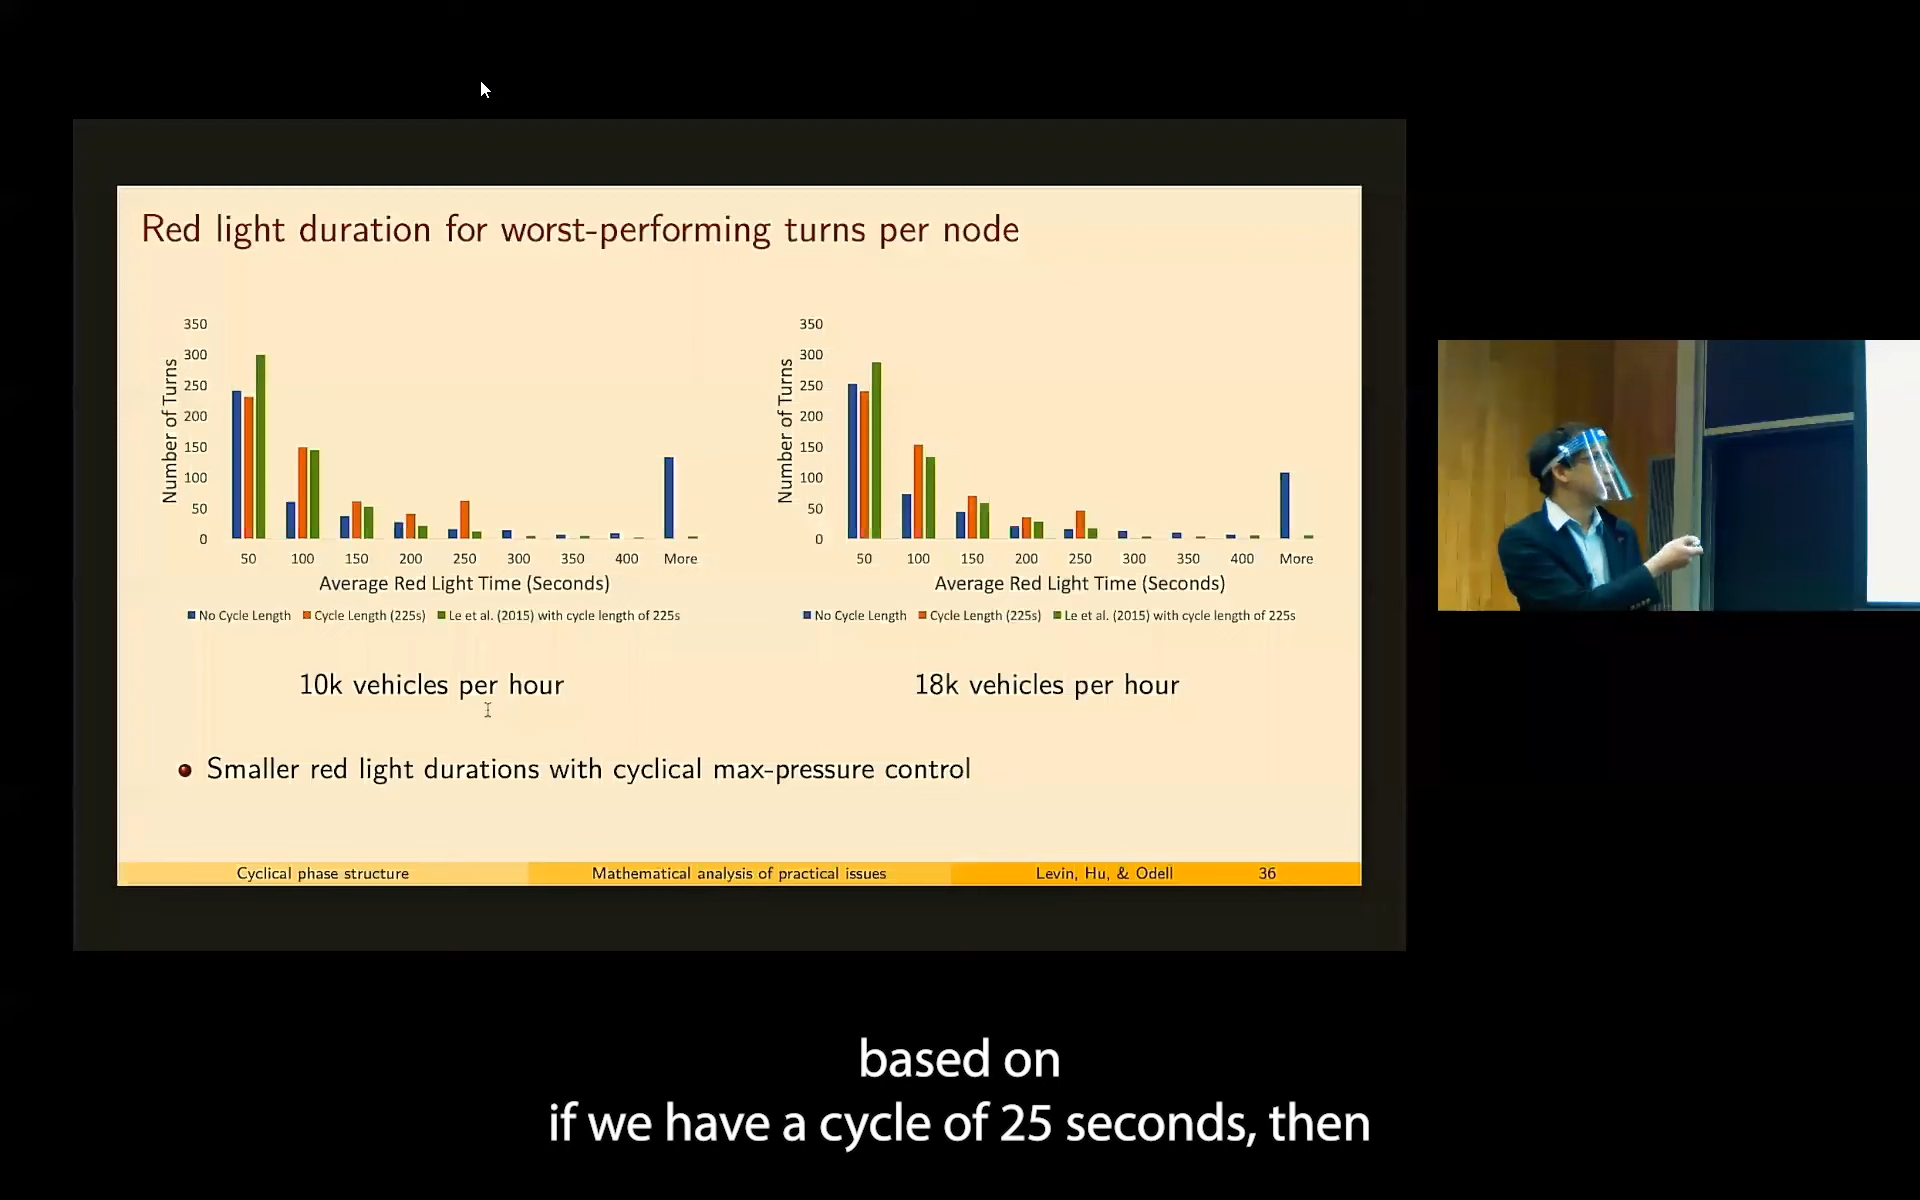 Red light duration for worst-performing turns per node
350
300
250
200
150
100
50
0
Number of Turns
50 100 150 200 250 300 350 400 More
Average Red Light Time (Seconds)
No Cycle Length Cycle Length (225s) Le et al. (2015) with cycle length of 225s
10k vehicles per hour
350
300
250
200
150
100
50
0
Number of Turns
50 100 150 200 250 300 350 400 More
Average Red Light Time (Seconds)
No Cycle Length Cycle Length (225s) Le et al. (2015) with cycle length of 225s
18k vehicles per hour
Smaller red light durations with cyclical max-pressure control
Cyclical phase structure Mathematical analysis of practical issues Levin, Hu, & Odell 36
based on
if we have a cycle of 25 seconds, then